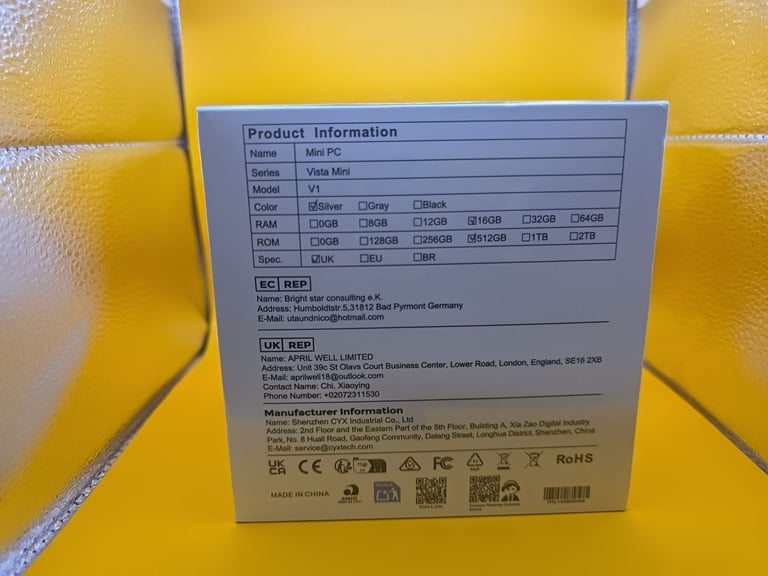 Product Information
Name Mini PC
Series Vista Mini
Model V1
Color ☑Silver ☐Gray ☐Black
RAM ☐0GB ☐8GB ☐12GB ☑16GB ☐32GB ☐64GB
ROM ☐0GB ☐128GB ☐256GB ☑512GB ☐1TB ☐2TB
Spec. ☑UK ☐EU ☐BR
EC REP
Name: Bright star consulting e.K.
Address: Humboldtstr.5,31812 Bad Pyrmont Germany
E-Mail: utaundnico@hotmail.com
UK REP
Name: APRIL WELL LIMITED
Address: Unit 39c St Olavs Court Business Center, Lower Road, London, England, SE16 2XB
E-Mail: aprilwell18@outlook.com
Contact Name: Chi, Xiaoying
Phone Number: +02072311530
Manufacturer Information
Name: Shenzhen CYX Industrial Co., Ltd
Address: 2nd Floor and the Eastern Part of the 5th Floor, Building A, Xia Zao Digital Industry
Park, No. 8 Huali Road, Gaofeng Community, Dalang Street, Longhua District, Shenzhen, China
E-Mail: service@cyxtech.com
UK CA CE FC PAP RoHS
MADE IN CHINA